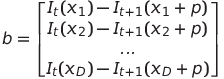 I_t(x_1) − I_{t+1}(x_1 + p)
b = I_t(x_2) − I_{t+1}(x_2 + p)
...
I_t(x_D) − I_{t+1}(x_D + p)